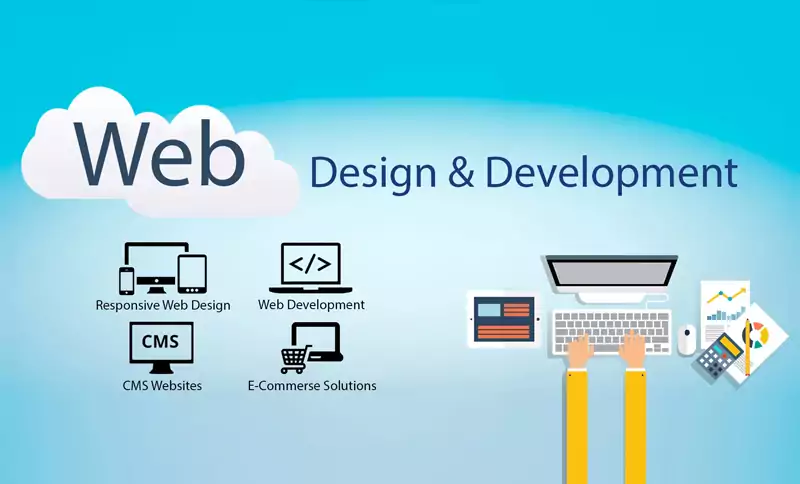 Web
Design & Development
Responsive Web Design
</>
Web Development
CMS
CMS Websites
E-Commerse Solutions